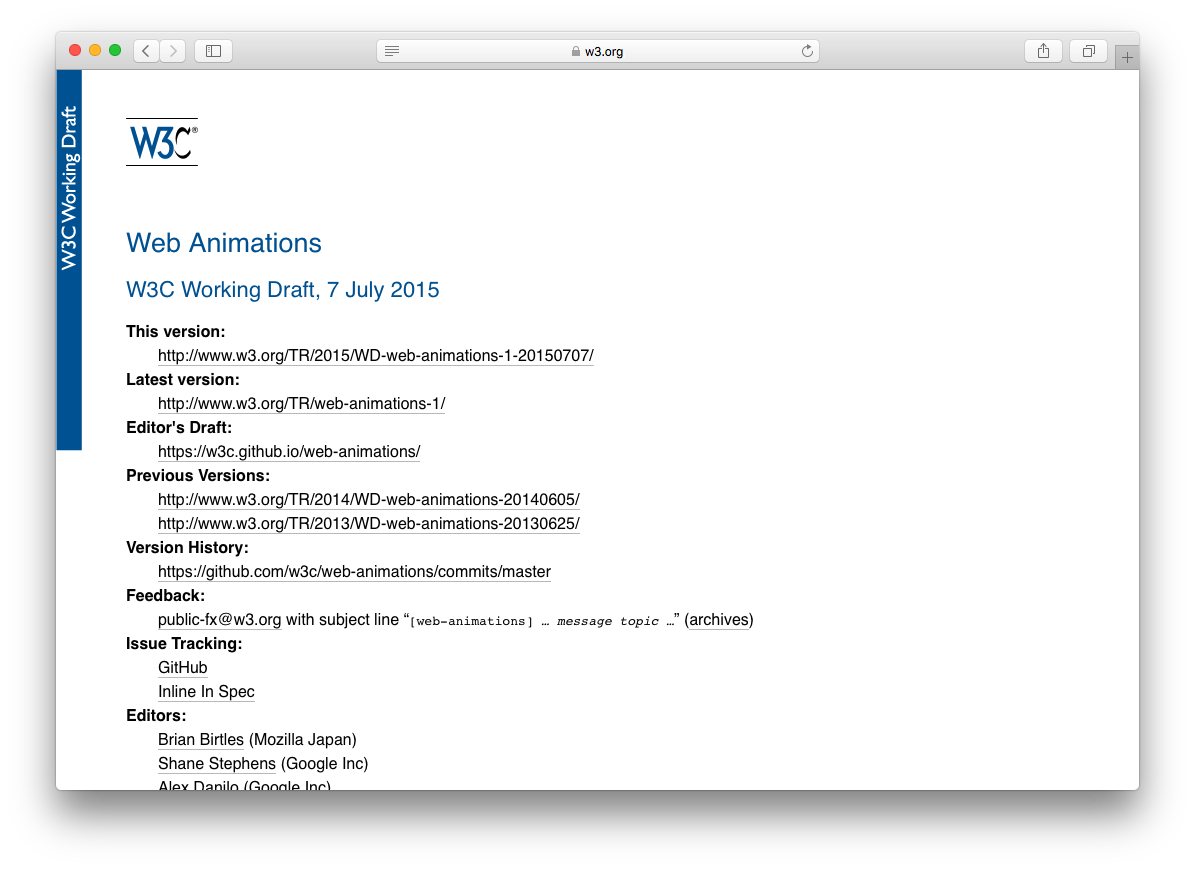 w3.org
W3C Working Draft
W3C®
Web Animations
W3C Working Draft, 7 July 2015
This version:
http://www.w3.org/TR/2015/WD-web-animations-1-20150707/
Latest version:
http://www.w3.org/TR/web-animations-1/
Editor's Draft:
https://w3c.github.io/web-animations/
Previous Versions:
http://www.w3.org/TR/2014/WD-web-animations-20140605/
http://www.w3.org/TR/2013/WD-web-animations-20130625/
Version History:
https://github.com/w3c/web-animations/commits/master
Feedback:
public-fx@w3.org with subject line “[web-animations] … message topic …” (archives)
Issue Tracking:
GitHub
Inline In Spec
Editors:
Brian Birtles (Mozilla Japan)
Shane Stephens (Google Inc)
Alex Danilo (Google Inc)